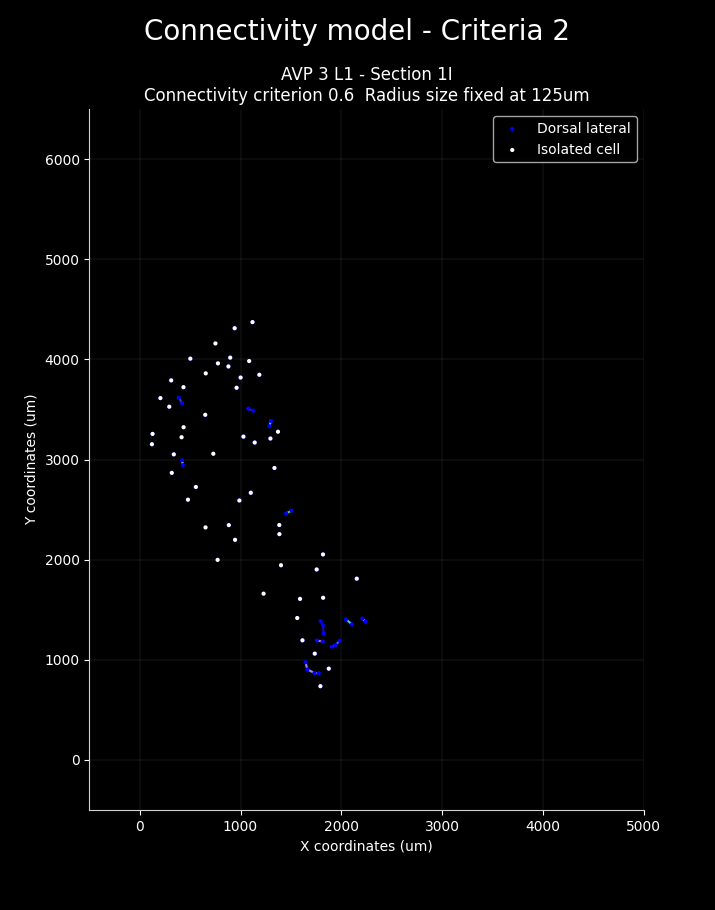 Connectivity model - Criteria 2
AVP 3 L1 - Section 1I
Connectivity criterion 0.6  Radius size fixed at 125um
Dorsal lateral
Isolated cell
6000
5000
4000
3000
2000
1000
0
Y coordinates (um)
0 1000 2000 3000 4000 5000
X coordinates (um)